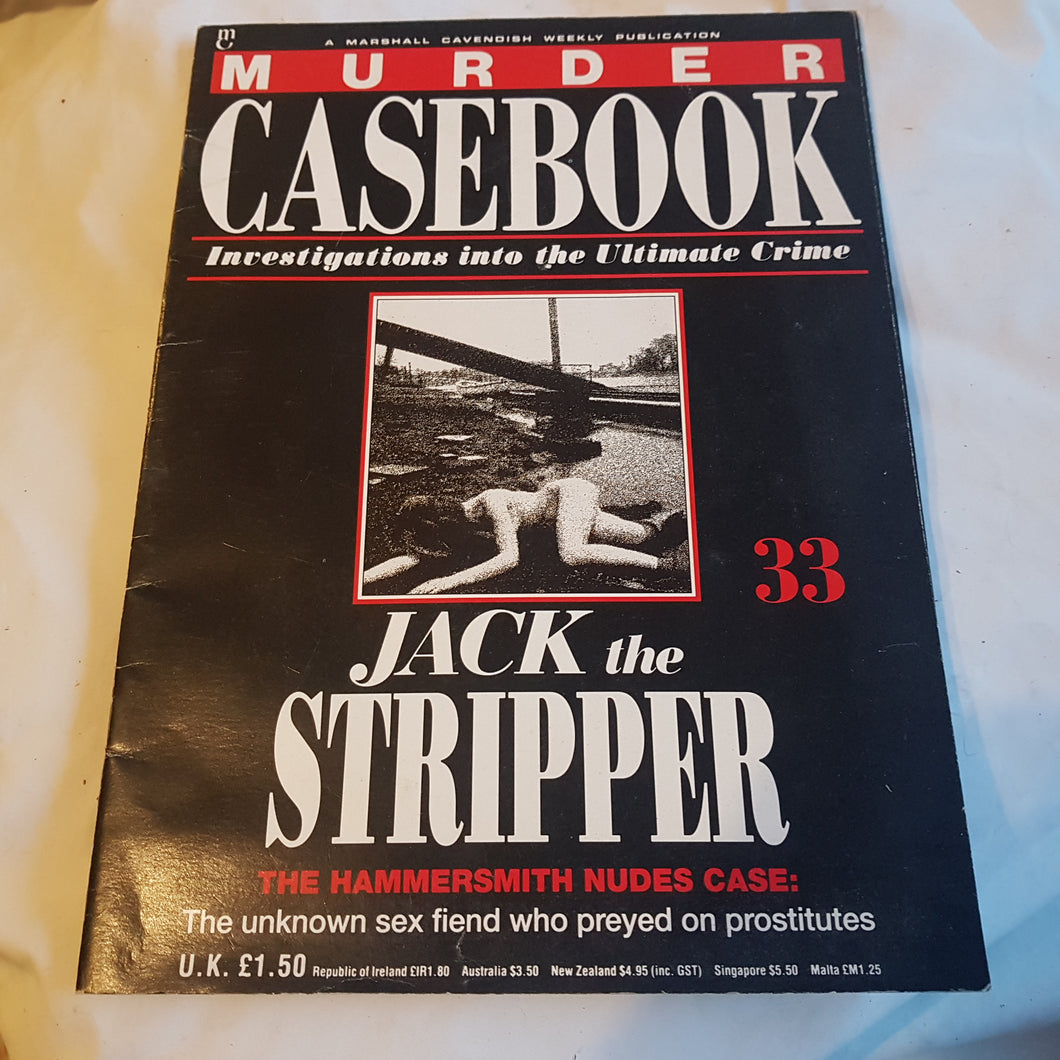 mc
A MARSHALL CAVENDISH WEEKLY PUBLICATION
MURDER
CASEBOOK
Investigations into the Ultimate Crime
33
JACK the
STRIPPER
THE HAMMERSMITH NUDES CASE:
The unknown sex fiend who preyed on prostitutes
U.K. £1.50 Republic of Ireland £IR1.80 Australia $3.50 New Zealand $4.95 (inc. GST) Singapore $5.50 Malta £M1.25